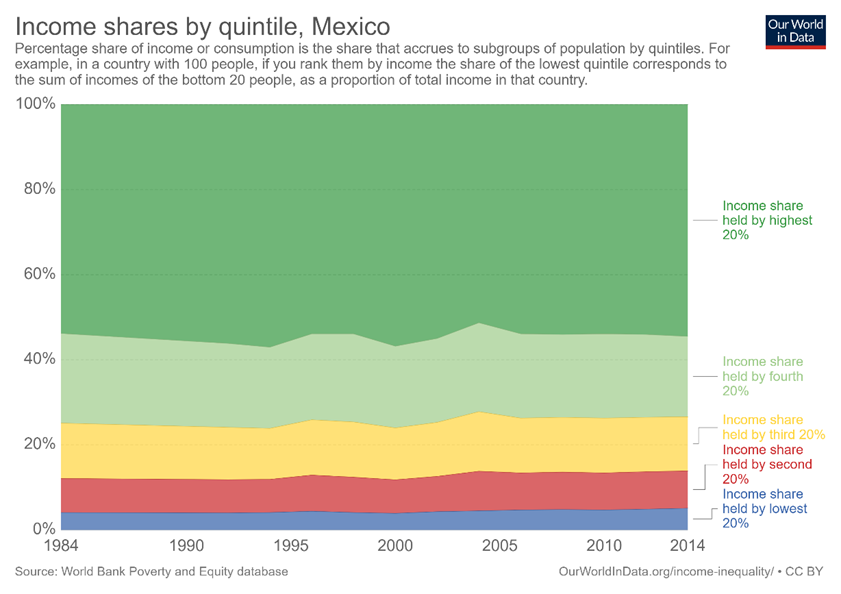 Income shares by quintile, Mexico
Our World
in Data
Percentage share of income or consumption is the share that accrues to subgroups of population by quintiles. For
example, in a country with 100 people, if you rank them by income the share of the lowest quintile corresponds to
the sum of incomes of the bottom 20 people, as a proportion of total income in that country.
100%
80%
60%
40%
20%
0%
Income share
held by highest
20%
Income share
held by fourth
20%
Income share
held by third 20%
Income share
held by second
20%
Income share
held by lowest
20%
1984
1990
1995
2000
2005
2010
2014
Source: World Bank Poverty and Equity database
OurWorldInData.org/income-inequality/ • CC BY